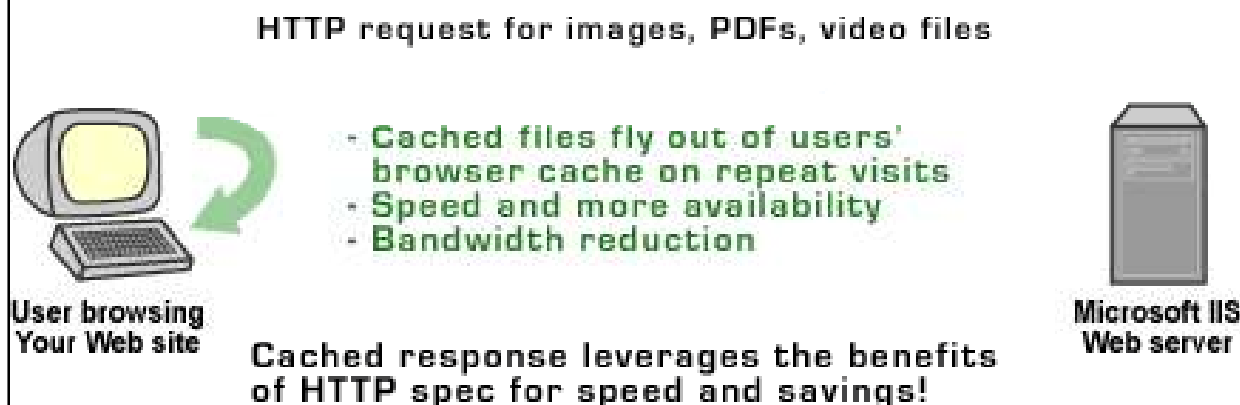 HTTP request for images, PDFs, video files
- Cached files fly out of users'
browser cache on repeat visits
- Speed and more availability
- Bandwidth reduction
User browsing
Your Web site
Microsoft IIS
Web server
Cached response leverages the benefits
of HTTP spec for speed and savings!